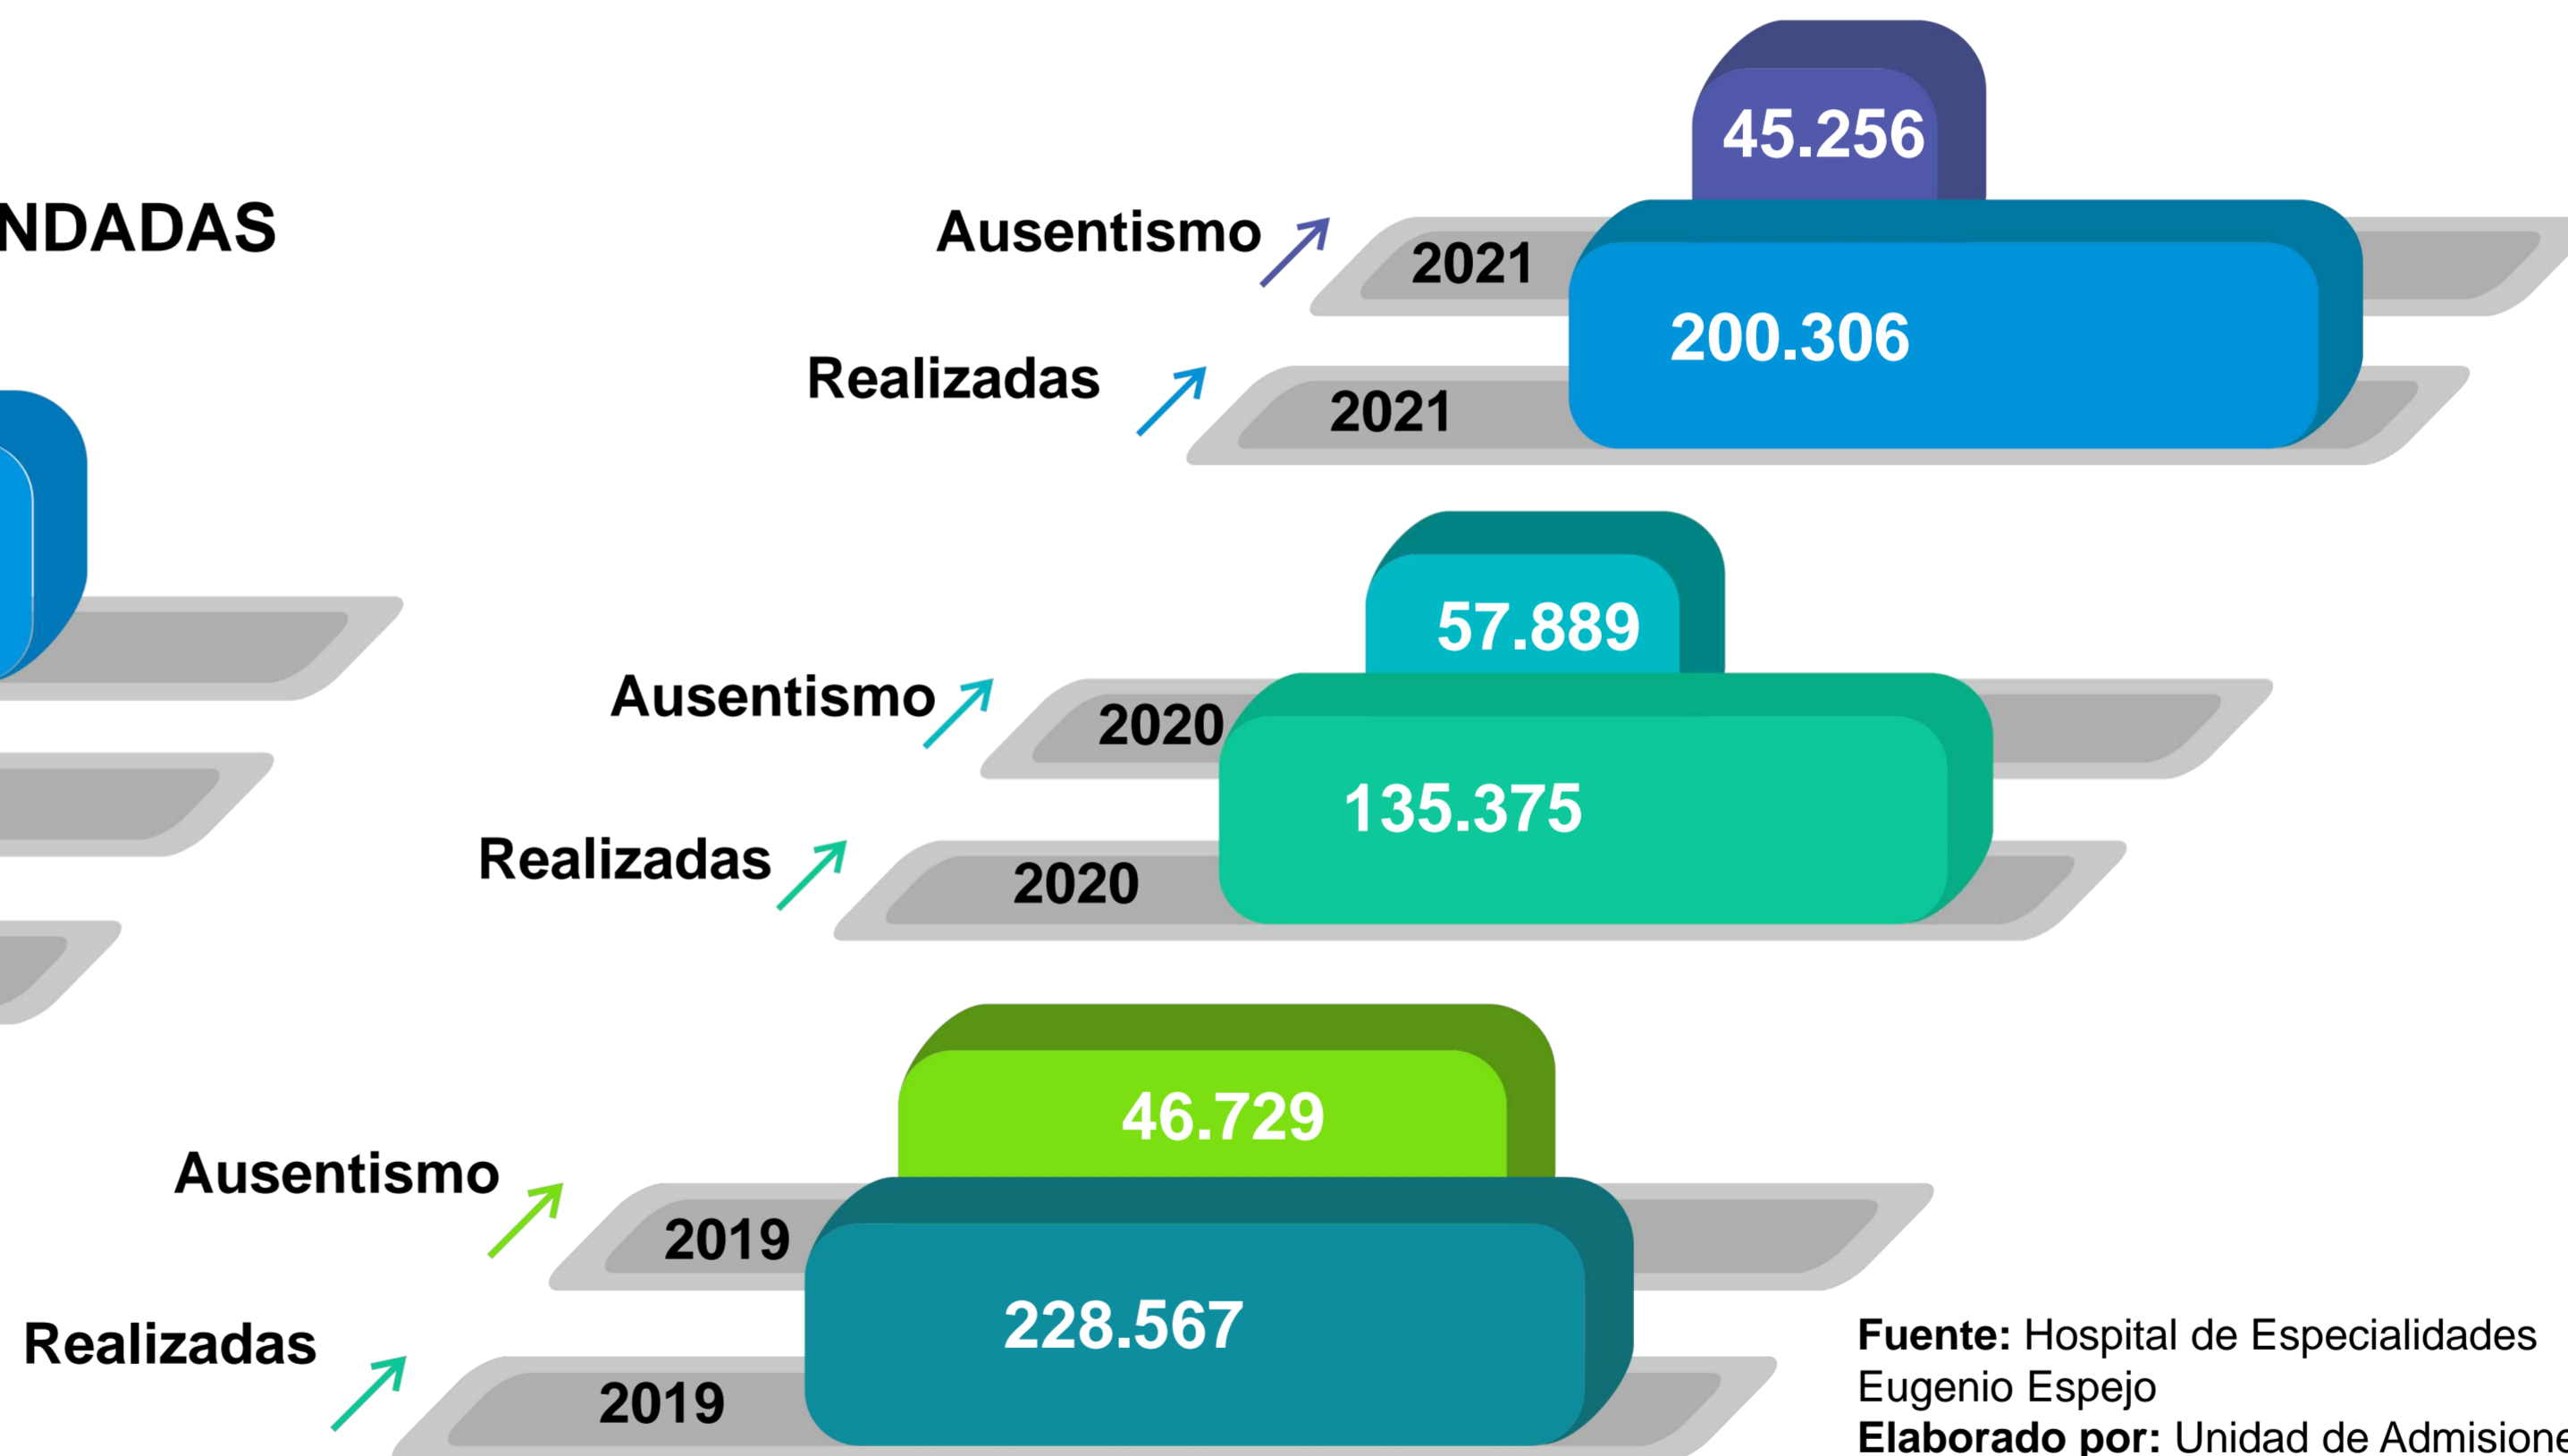 NDADAS
45.256
Ausentismo
2021
200.306
Realizadas
2021
57.889
Ausentismo
2020
135.375
Realizadas
2020
46.729
Ausentismo
2019
228.567
Realizadas
2019
Fuente: Hospital de Especialidades
Eugenio Espejo
Elaborado por: Unidad de Admisione